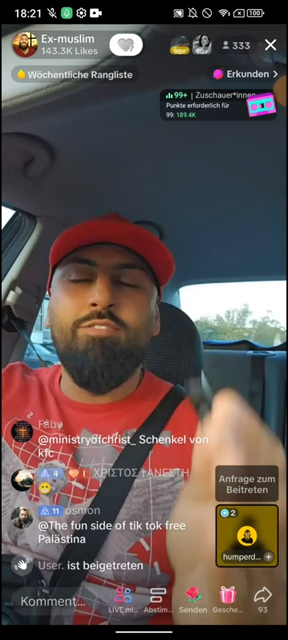 18:21
100
Ex-muslim
143.3K Likes
333
Wöchentliche Rangliste
Erkunden >
99+ | Zuschauer*innen
Punkte erforderlich für
99: 189.4K
Faby
@ministryofchrist_ Schenkel von
kfc
4 I ΧΡΙΣΤΟΣ ΑΝΕΣΤΗ
11 osmon
@The fun side of tik tok free
Palästina
User. ist beigetreten
Anfrage zum
Beitreten
2
humperd...
Komment...
LIVE mi...
Abstim...
Senden
Gesche...
93